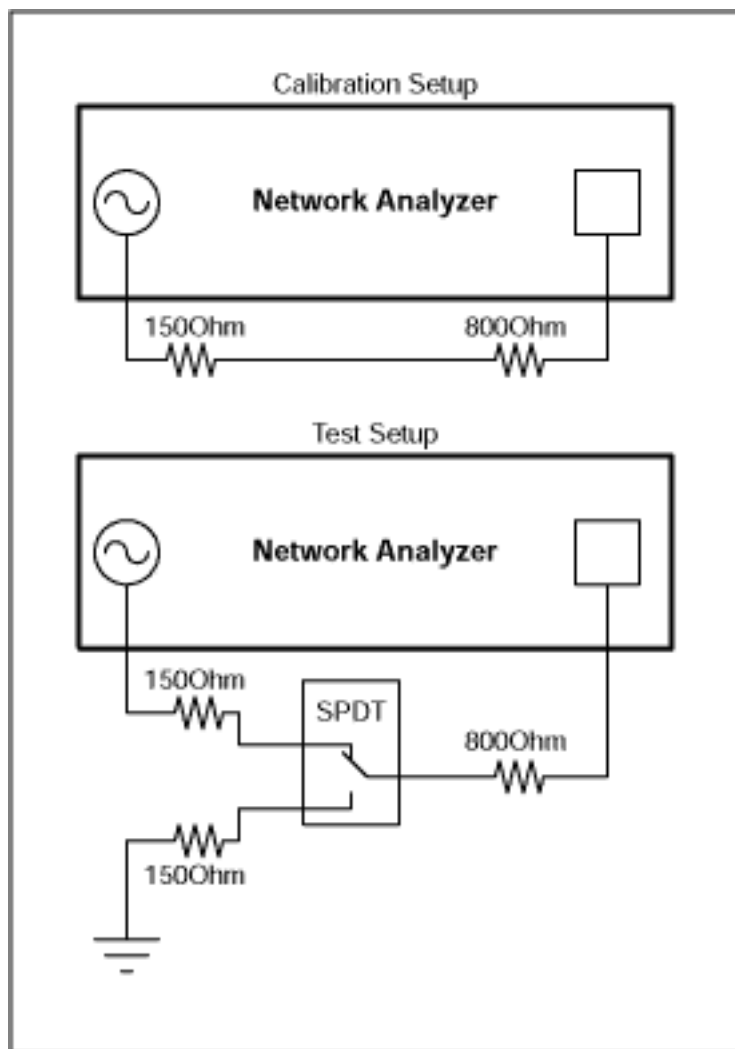 Calibration Setup
Network Analyzer
150Ohm
800Ohm
Test Setup
Network Analyzer
150Ohm
SPDT
800Ohm
150Ohm